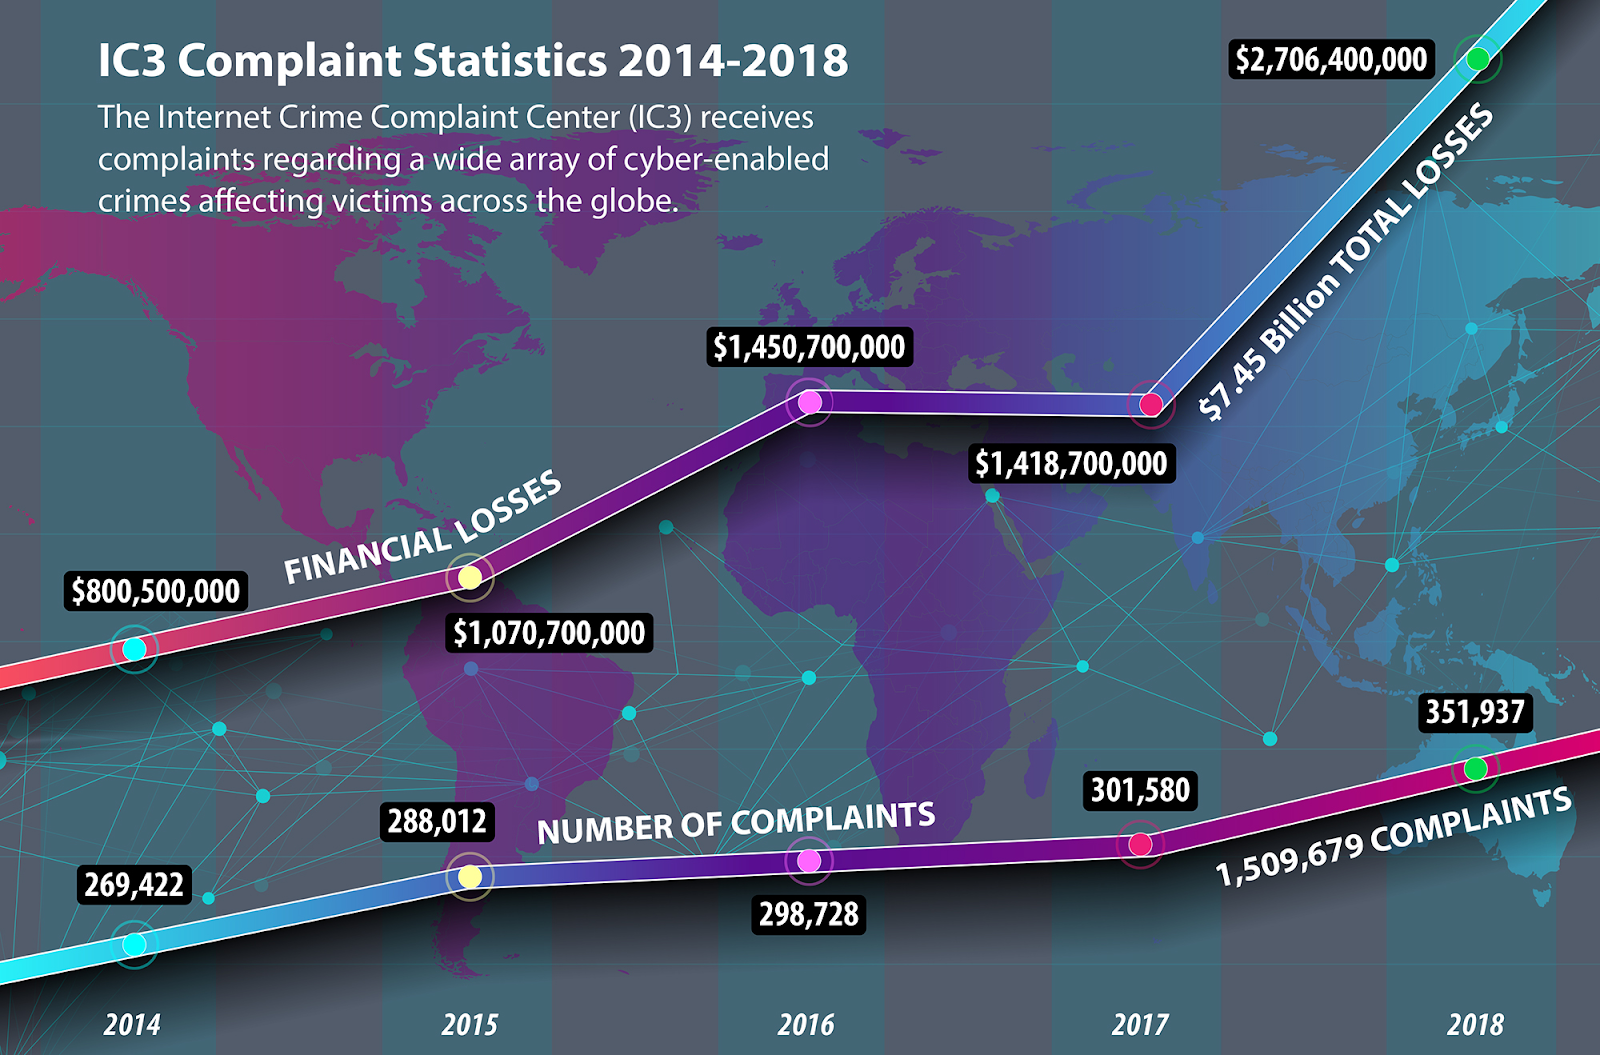 IC3 Complaint Statistics 2014-2018
The Internet Crime Complaint Center (IC3) receives
complaints regarding a wide array of cyber-enabled
crimes affecting victims across the globe.
$2,706,400,000
$7.45 Billion TOTAL LOSSES
$1,450,700,000
$1,418,700,000
FINANCIAL LOSSES
$800,500,000
$1,070,700,000
351,937
301,580
288,012
NUMBER OF COMPLAINTS
1,509,679 COMPLAINTS
269,422
298,728
2014
2015
2016
2017
2018